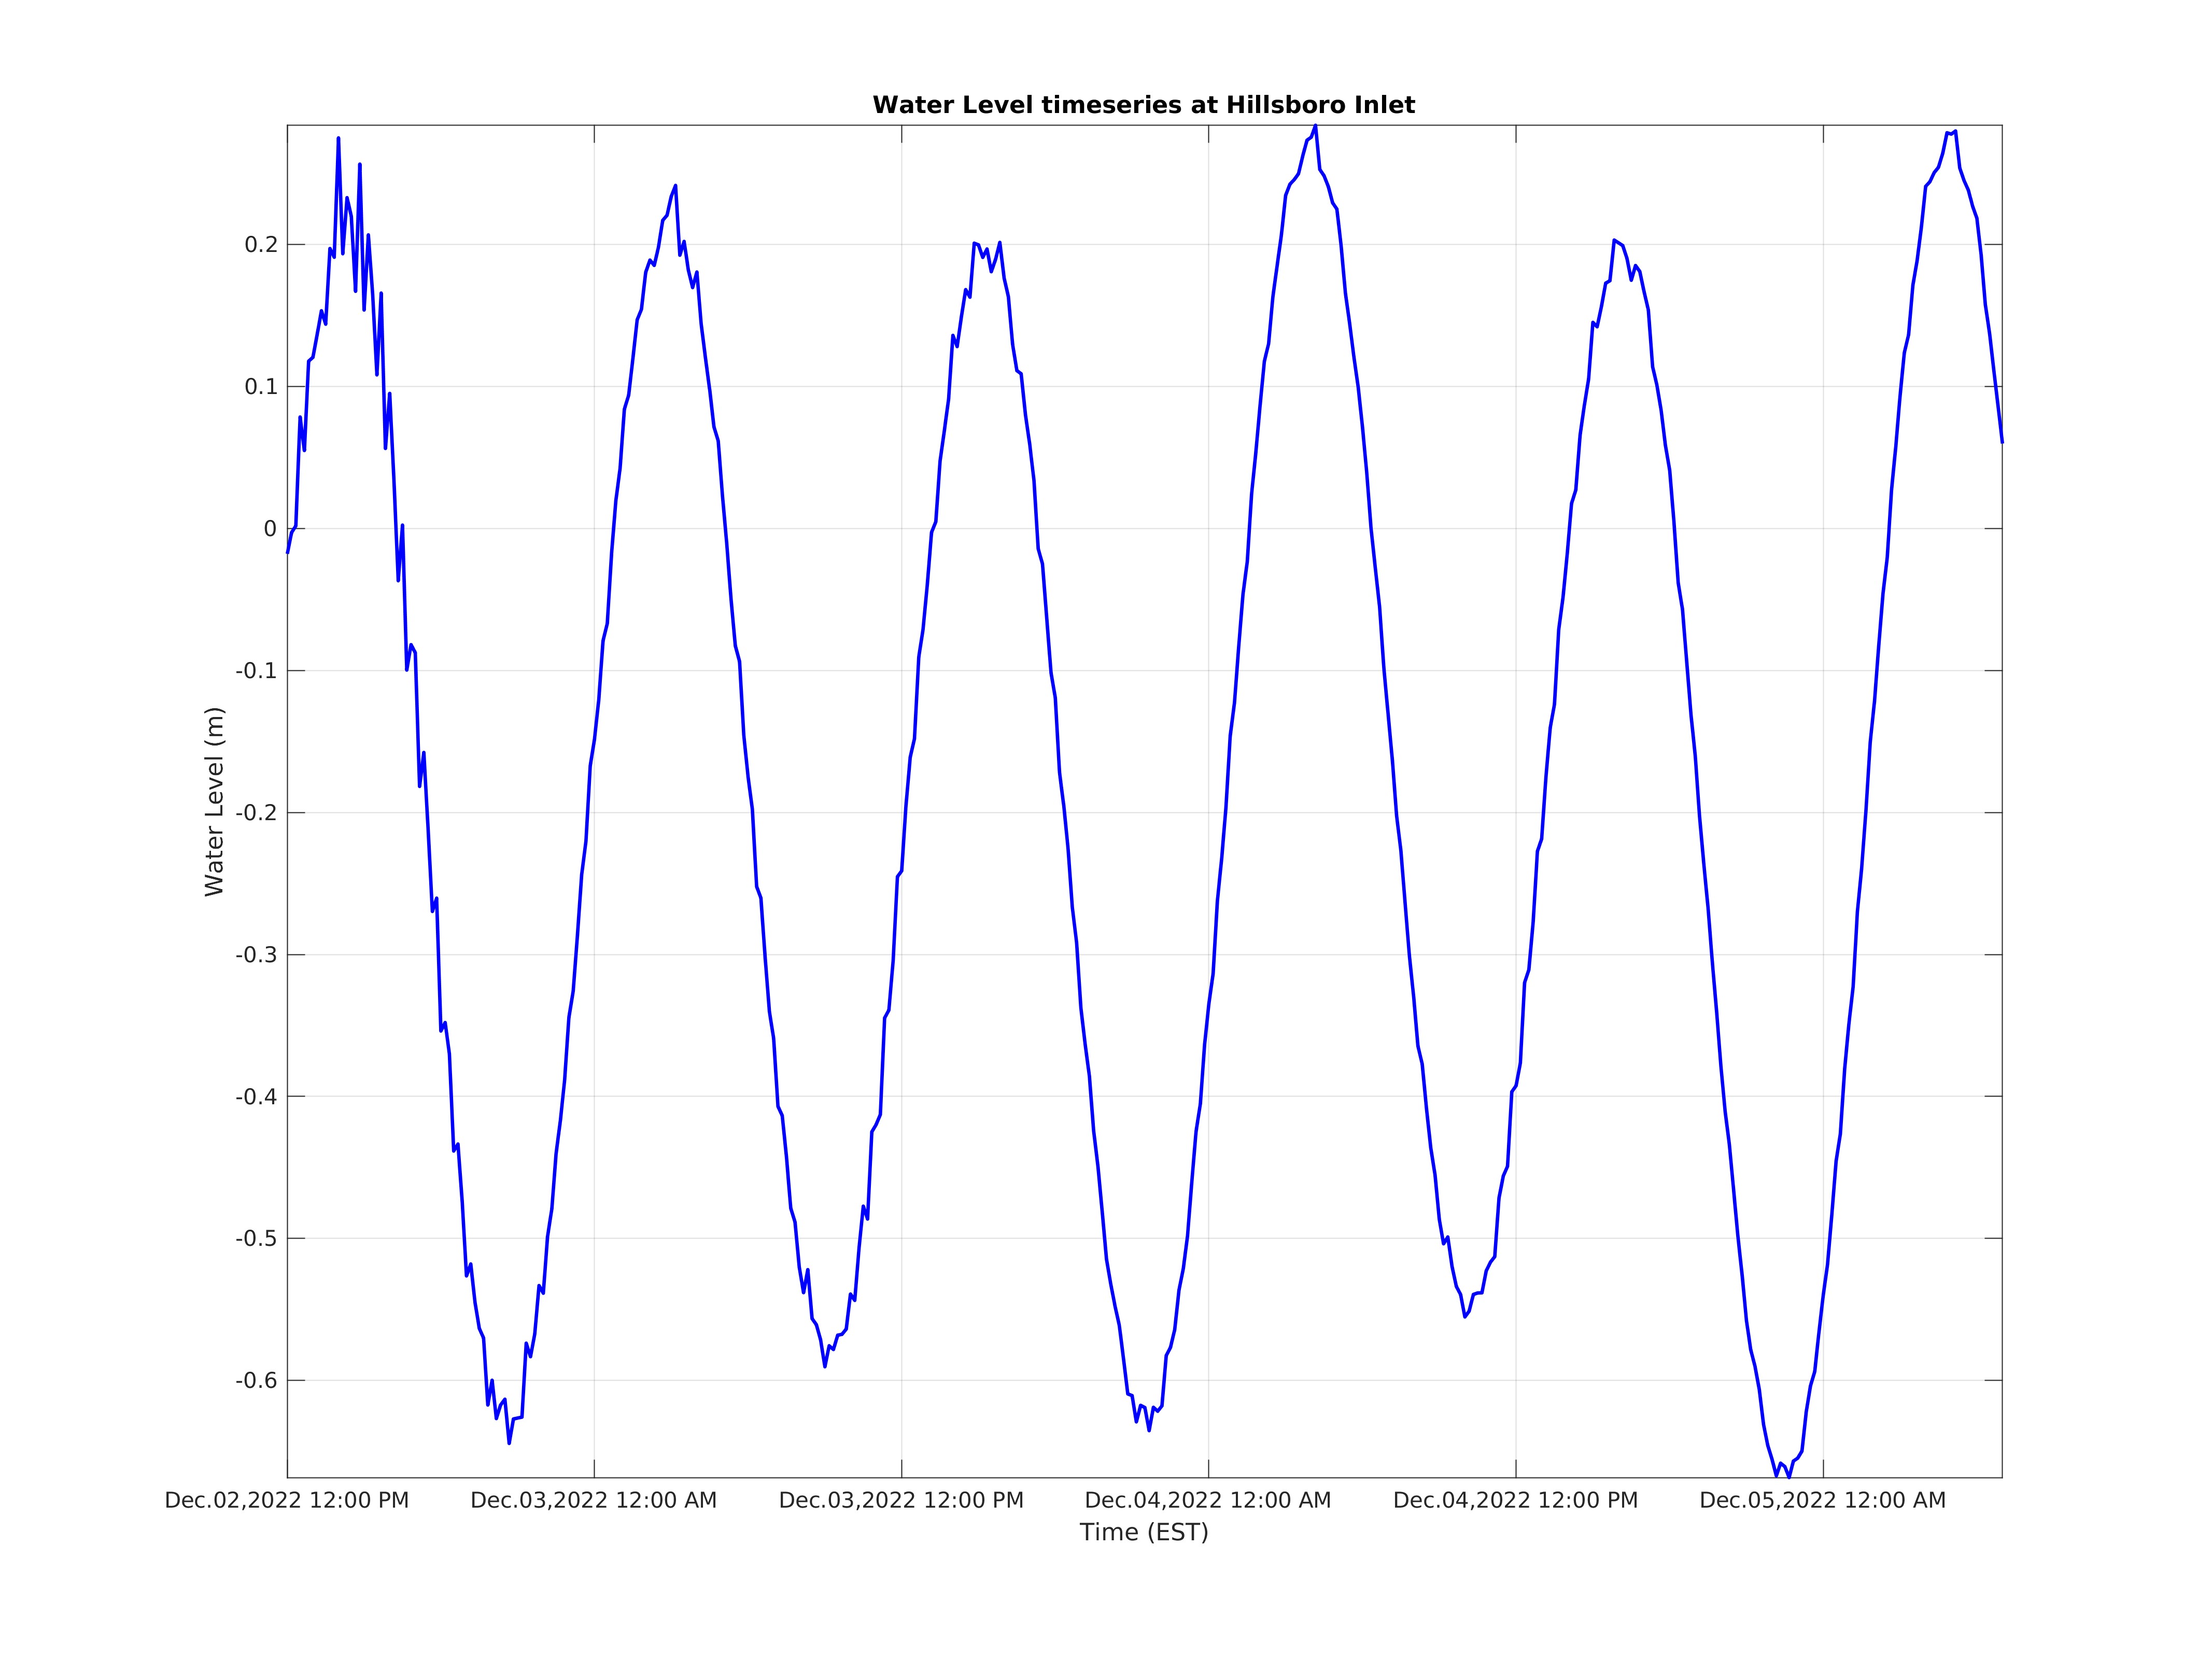 Water Level timeseries at Hillsboro Inlet
0.2
0.1
0
-0.1
-0.2
-0.3
-0.4
-0.5
-0.6
Water Level (m)
Dec.02,2022 12:00 PM
Dec.03,2022 12:00 AM
Dec.03,2022 12:00 PM
Dec.04,2022 12:00 AM
Dec.04,2022 12:00 PM
Dec.05,2022 12:00 AM
Time (EST)